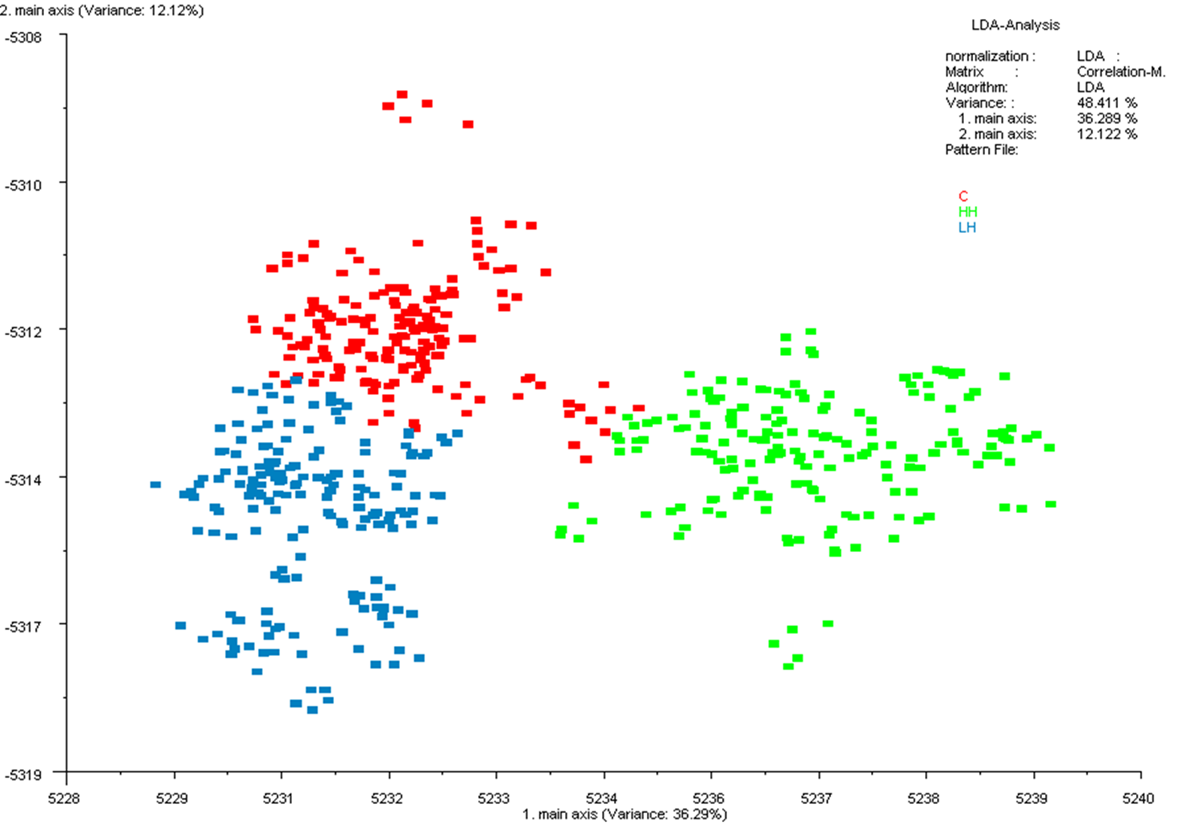 2. main axis (Variance: 12.12%)
LDA-Analysis
normalization : LDA :
Matrix : Correlation-M.
Algorithm: LDA
Variance: : 48.411 %
1. main axis: 36.289 %
2. main axis: 12.122 %
Pattern File:
C
HH
LH
-5308
-5310
-5312
-5314
-5317
-5319
5228 5229 5231 5232 5233 5234 5236 5237 5238 5239 5240
1. main axis (Variance: 36.29%)